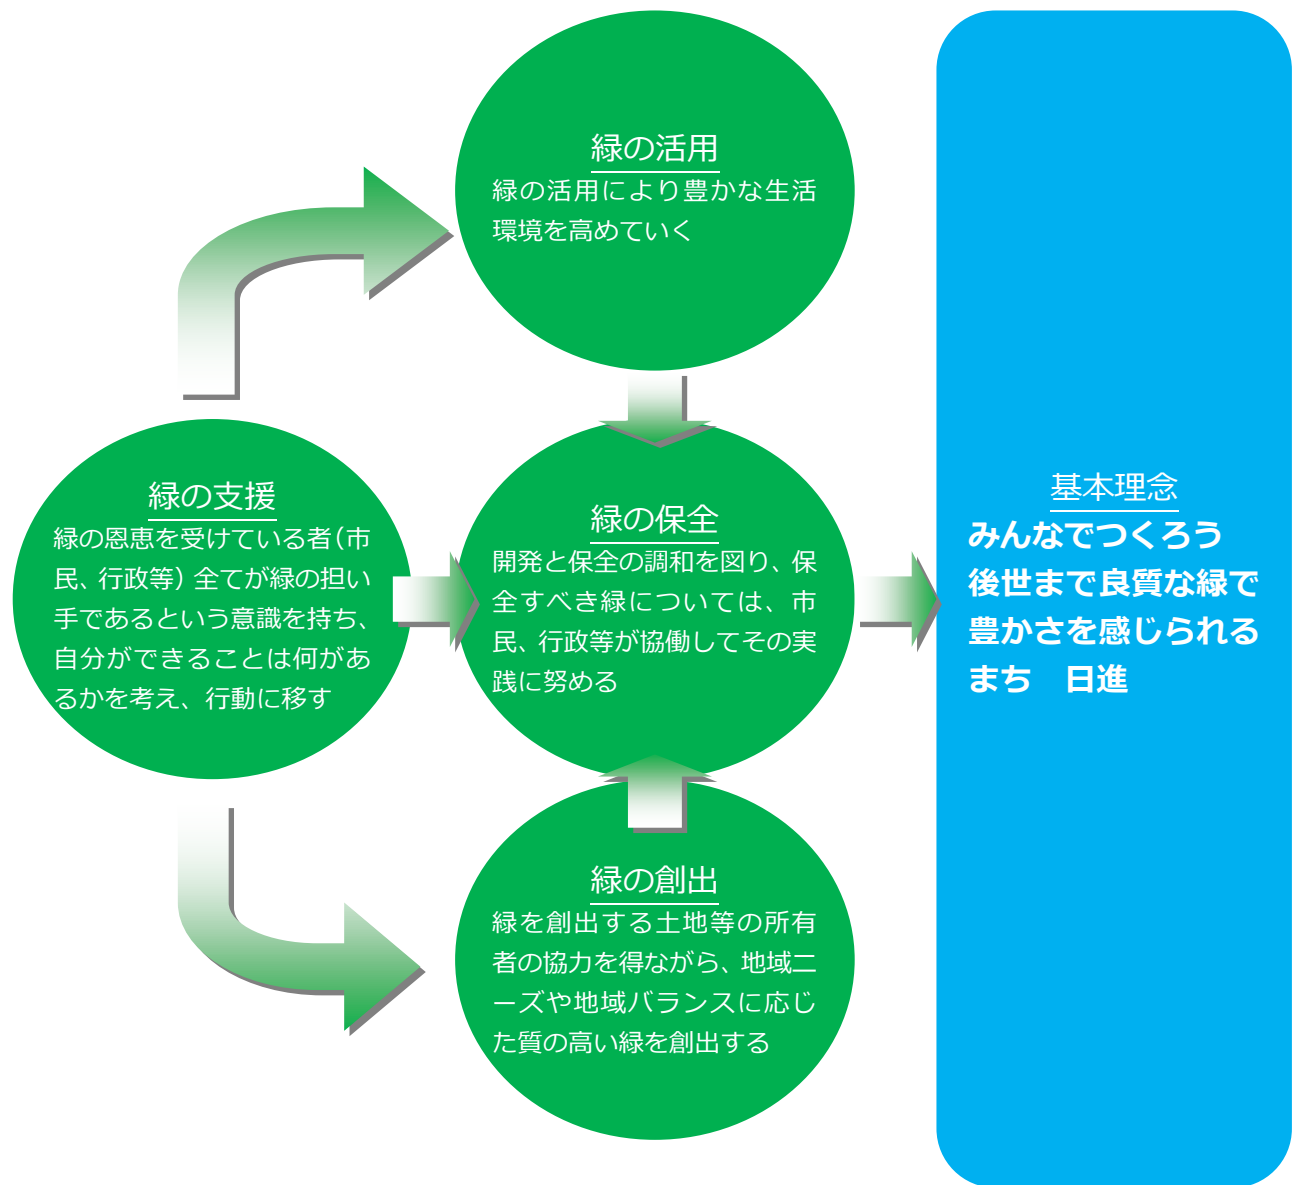 緑の活用
緑の活用により豊かな生活
環境を高めていく
緑の支援
緑の恩恵を受けている者（市
民、行政等）全てが緑の担い
手であるという意識を持ち、
自分ができることは何があ
るかを考え、行動に移す
緑の保全
開発と保全の調和を図り、保
全すべき緑については、市
民、行政等が協働してその実
践に努める
緑の創出
緑を創出する土地等の所有
者の協力を得ながら、地域ニ
ーズや地域バランスに応じ
た質の高い緑を創出する
基本理念
みんなでつくろう
後世まで良質な緑で
豊かさを感じられる
まち　日進